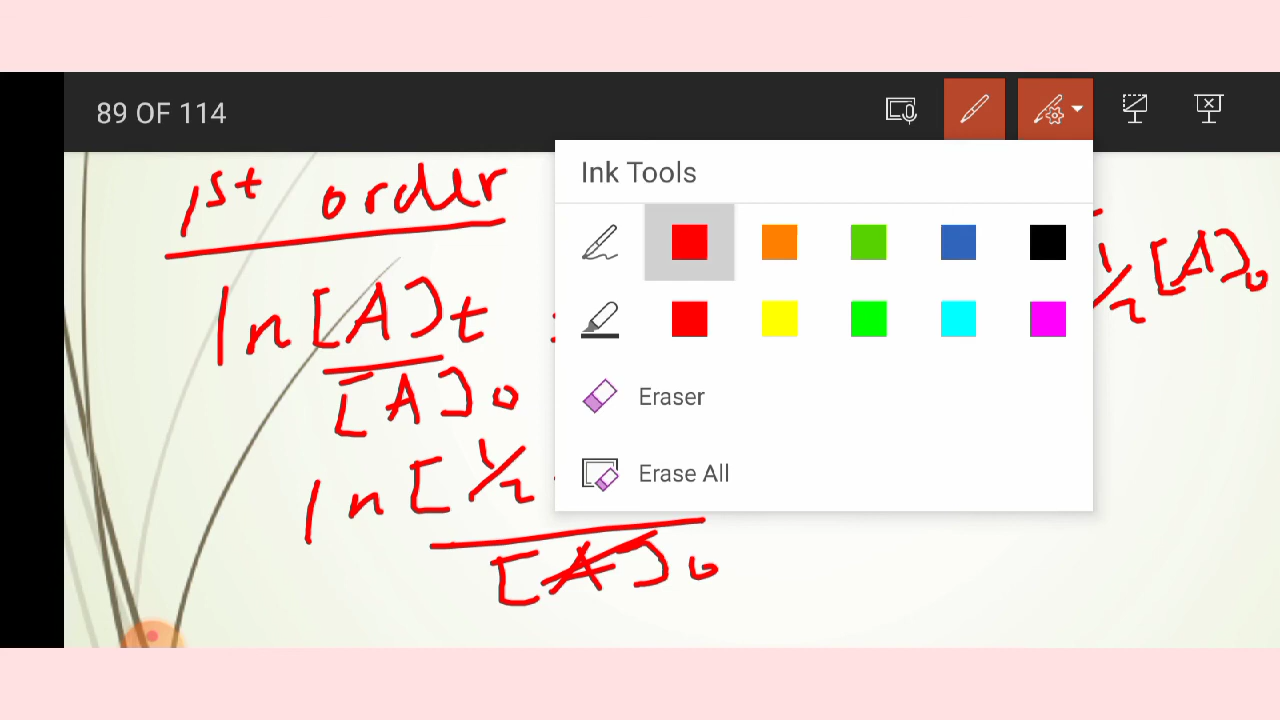 89 OF 114
Ink Tools
1st order
ln [A]t
[A]0
1/2 [A]0
Eraser
Erase All
ln [1/2
[A]0